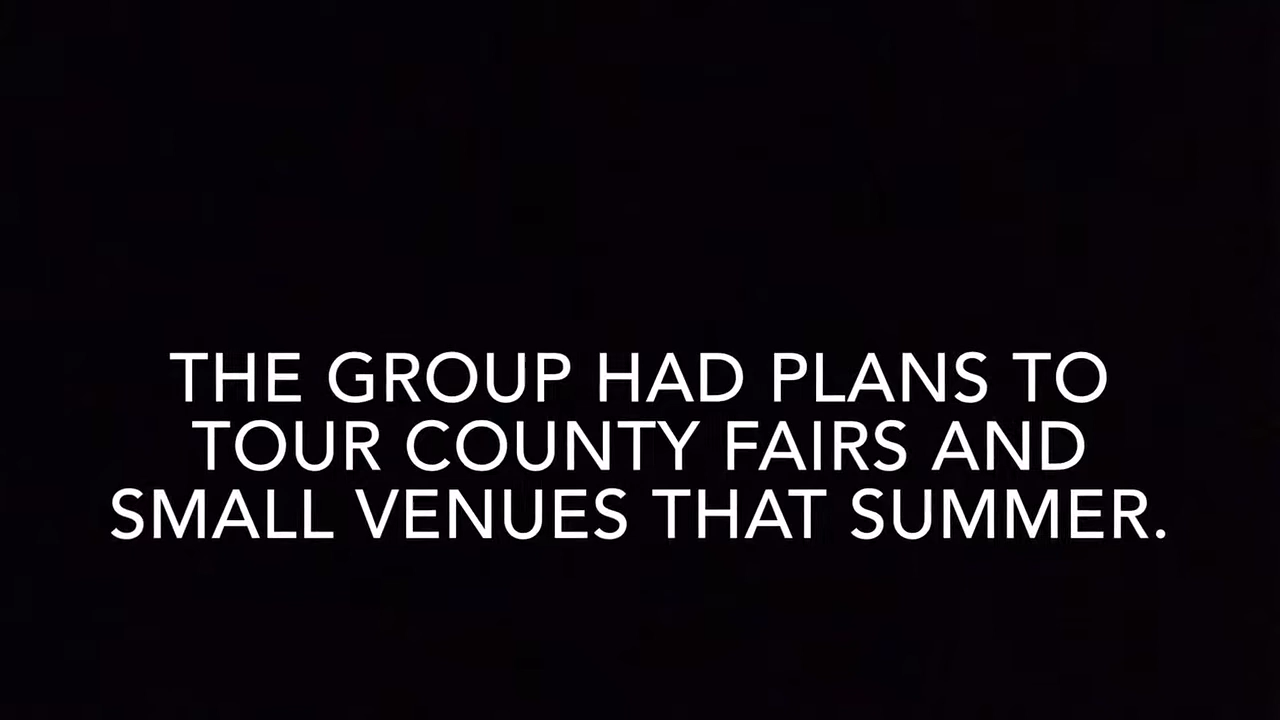 THE GROUP HAD PLANS TO
TOUR COUNTY FAIRS AND
SMALL VENUES THAT SUMMER.